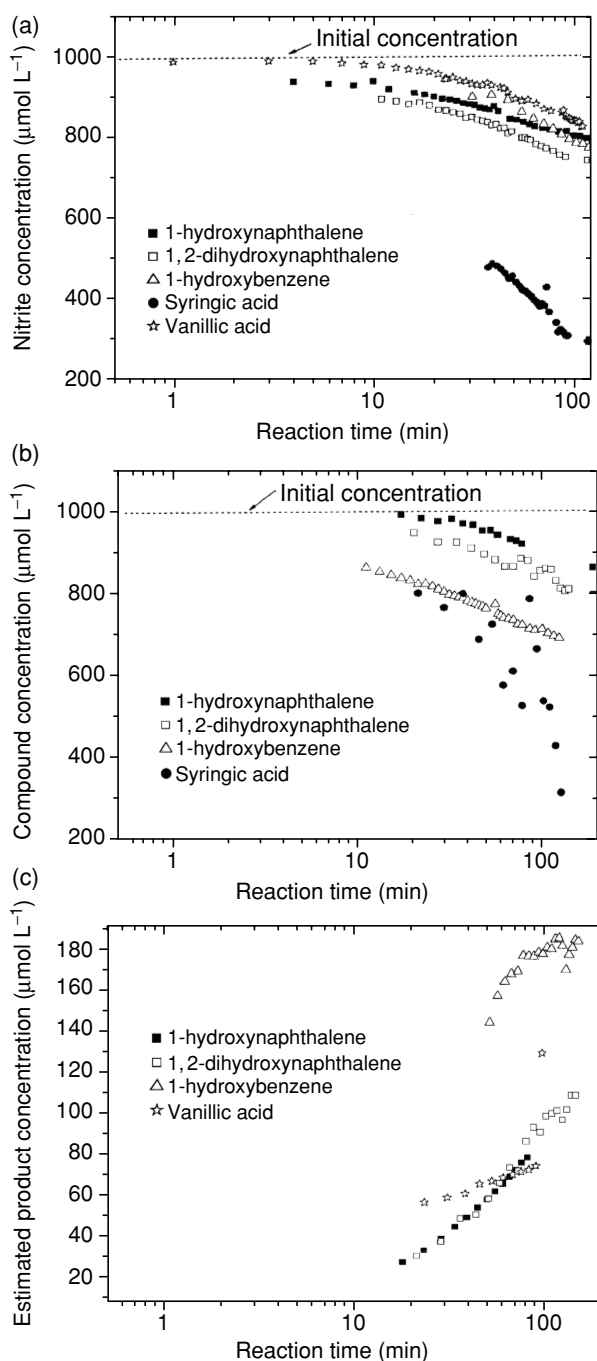 (a)
Nitrite concentration (µmol L−1)
1000
800
600
400
200
Initial concentration
1-hydroxynaphthalene
1, 2-dihydroxynaphthalene
1-hydroxybenzene
Syringic acid
Vanillic acid
1
10
100
Reaction time (min)
(b)
Compound concentration (µmol L−1)
1000
800
600
400
200
Initial concentration
1-hydroxynaphthalene
1, 2-dihydroxynaphthalene
1-hydroxybenzene
Syringic acid
1
10
100
Reaction time (min)
(c)
Estimated product concentration (µmol L−1)
180
160
140
120
100
80
60
40
20
1-hydroxynaphthalene
1, 2-dihydroxynaphthalene
1-hydroxybenzene
Vanillic acid
1
10
100
Reaction time (min)